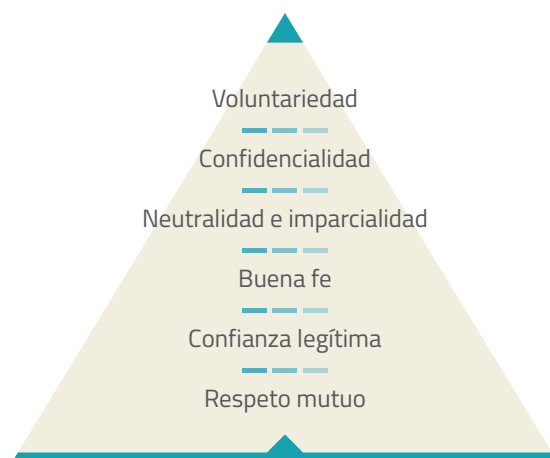 Voluntariedad
Confidencialidad
Neutralidad e imparcialidad
Buena fe
Confianza legítima
Respeto mutuo